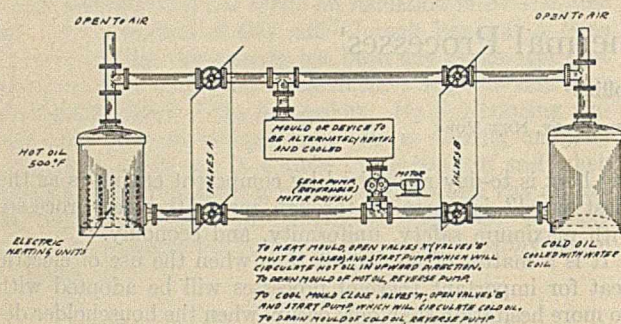 OPEN TO AIR
OPEN TO AIR
HOT OIL
500°F
VALVES A
MOULD OR DEVICE TO
BE ALTERNATELY HEATED
AND COOLED
VALVES B
GEAR PUMP
(REVERSABLE)
MOTOR DRIVEN
MOTOR
ELECTRIC
HEATING UNITS
COLD OIL
COOLED WITH WATER
COIL
TO HEAT MOULD, OPEN VALVES "A" (VALVES "B"
MUST BE CLOSED) AND START PUMP, WHICH WILL
CIRCULATE HOT OIL IN UPWARD DIRECTION.
TO DRAIN MOULD OF HOT OIL, REVERSE PUMP
TO COOL MOULD CLOSE VALVES "A", OPEN VALVES "B"
AND START PUMP, WHICH WILL CIRCULATE COLD OIL.
TO DRAIN MOULD OF COLD OIL, REVERSE PUMP